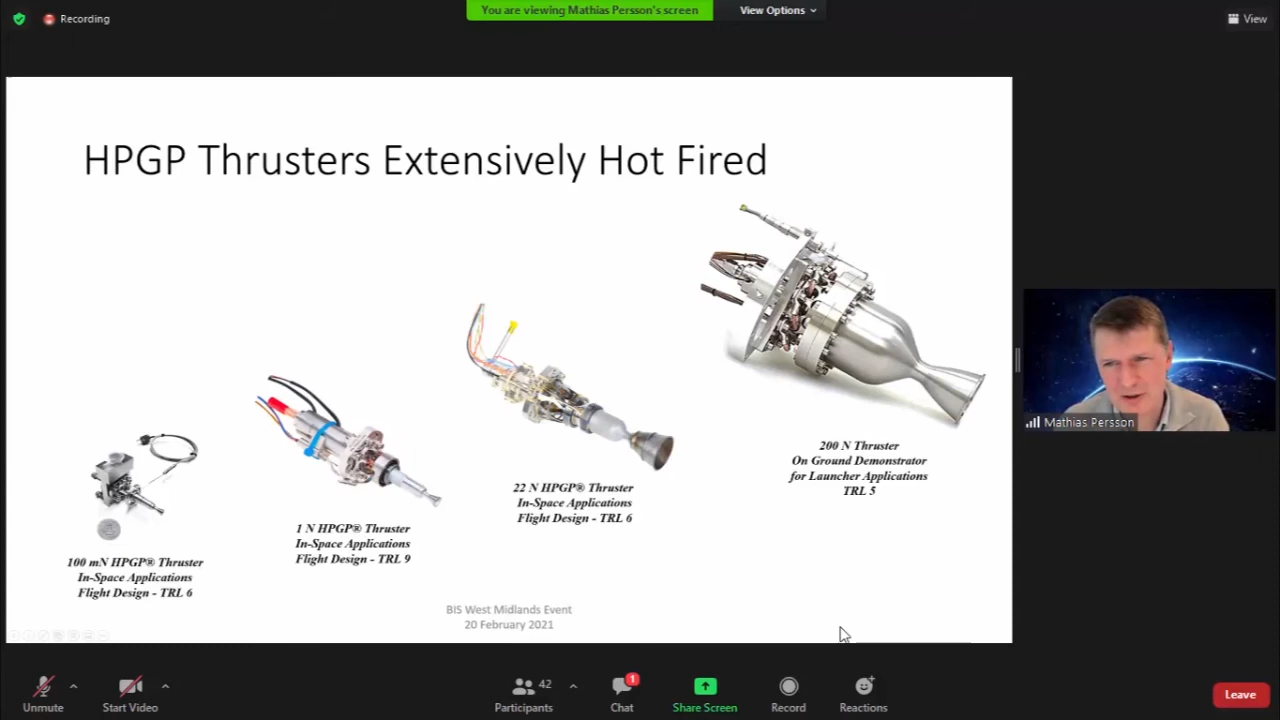 Recording
You are viewing Mathias Persson's screen
View Options
View
HPGP Thrusters Extensively Hot Fired
200 N Thruster
On Ground Demonstrator
for Launcher Applications
TRL 5
22 N HPGP® Thruster
In-Space Applications
Flight Design - TRL 6
1 N HPGP® Thruster
In-Space Applications
Flight Design - TRL 9
100 mN HPGP® Thruster
In-Space Applications
Flight Design - TRL 6
BIS West Midlands Event
20 February 2021
Mathias Persson
Unmute
Start Video
42
Participants
1
Chat
Share Screen
Record
Reactions
Leave